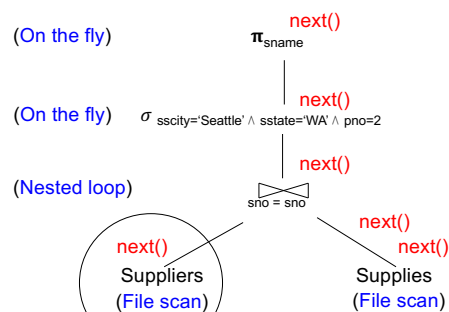 next()
(On the fly) π sname
next()
(On the fly) σ sscity=‘Seattle’ ∧ sstate=‘WA’ ∧ pno=2
next()
(Nested loop)
sno = sno
next()
next() next()
Suppliers Supplies
(File scan) (File scan)